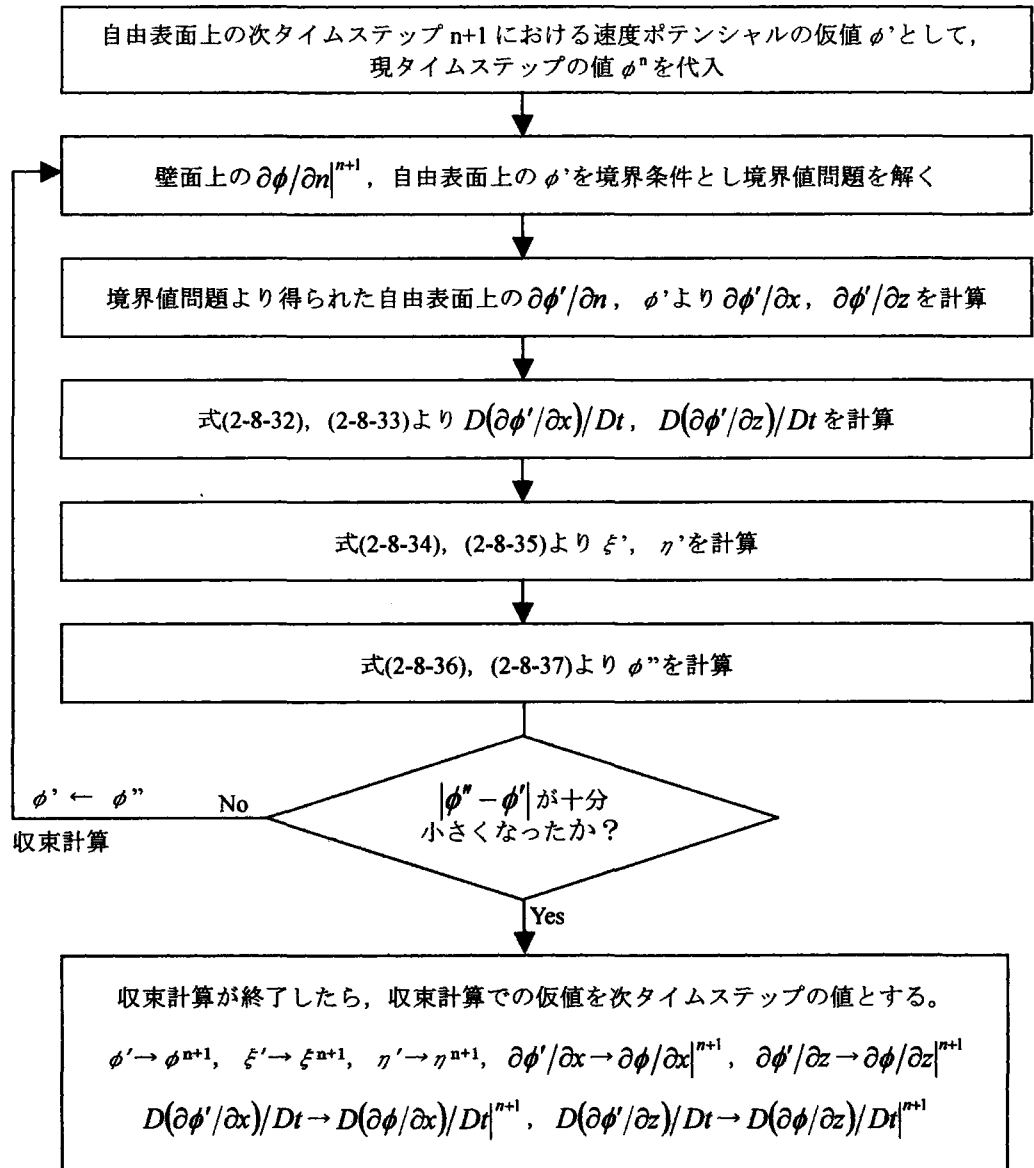 自由表面上の次タイムステップ n+1 における速度ポテンシャルの仮値 φ’として,
現タイムステップの値 φⁿを代入
壁面上の ∂φ/∂n|ⁿ⁺¹, 自由表面上の φ’を境界条件とし境界値問題を解く
境界値問題より得られた自由表面上の ∂φ′/∂n, φ’より ∂φ′/∂x, ∂φ′/∂z を計算
式(2-8-32), (2-8-33)より D(∂φ′/∂x)/Dt, D(∂φ′/∂z)/Dt を計算
式(2-8-34), (2-8-35)より ξ’, η’を計算
式(2-8-36), (2-8-37)より φ”を計算
|φ″ − φ′| が十分
小さくなったか?
φ’ ← φ” No
収束計算
Yes
収束計算が終了したら, 収束計算での仮値を次タイムステップの値とする。
φ′→ φⁿ⁺¹, ξ′→ ξⁿ⁺¹, η′→ ηⁿ⁺¹, ∂φ′/∂x → ∂φ/∂x|ⁿ⁺¹, ∂φ′/∂z → ∂φ/∂z|ⁿ⁺¹
D(∂φ′/∂x)/Dt → D(∂φ/∂x)/Dt|ⁿ⁺¹, D(∂φ′/∂z)/Dt → D(∂φ/∂z)/Dt|ⁿ⁺¹